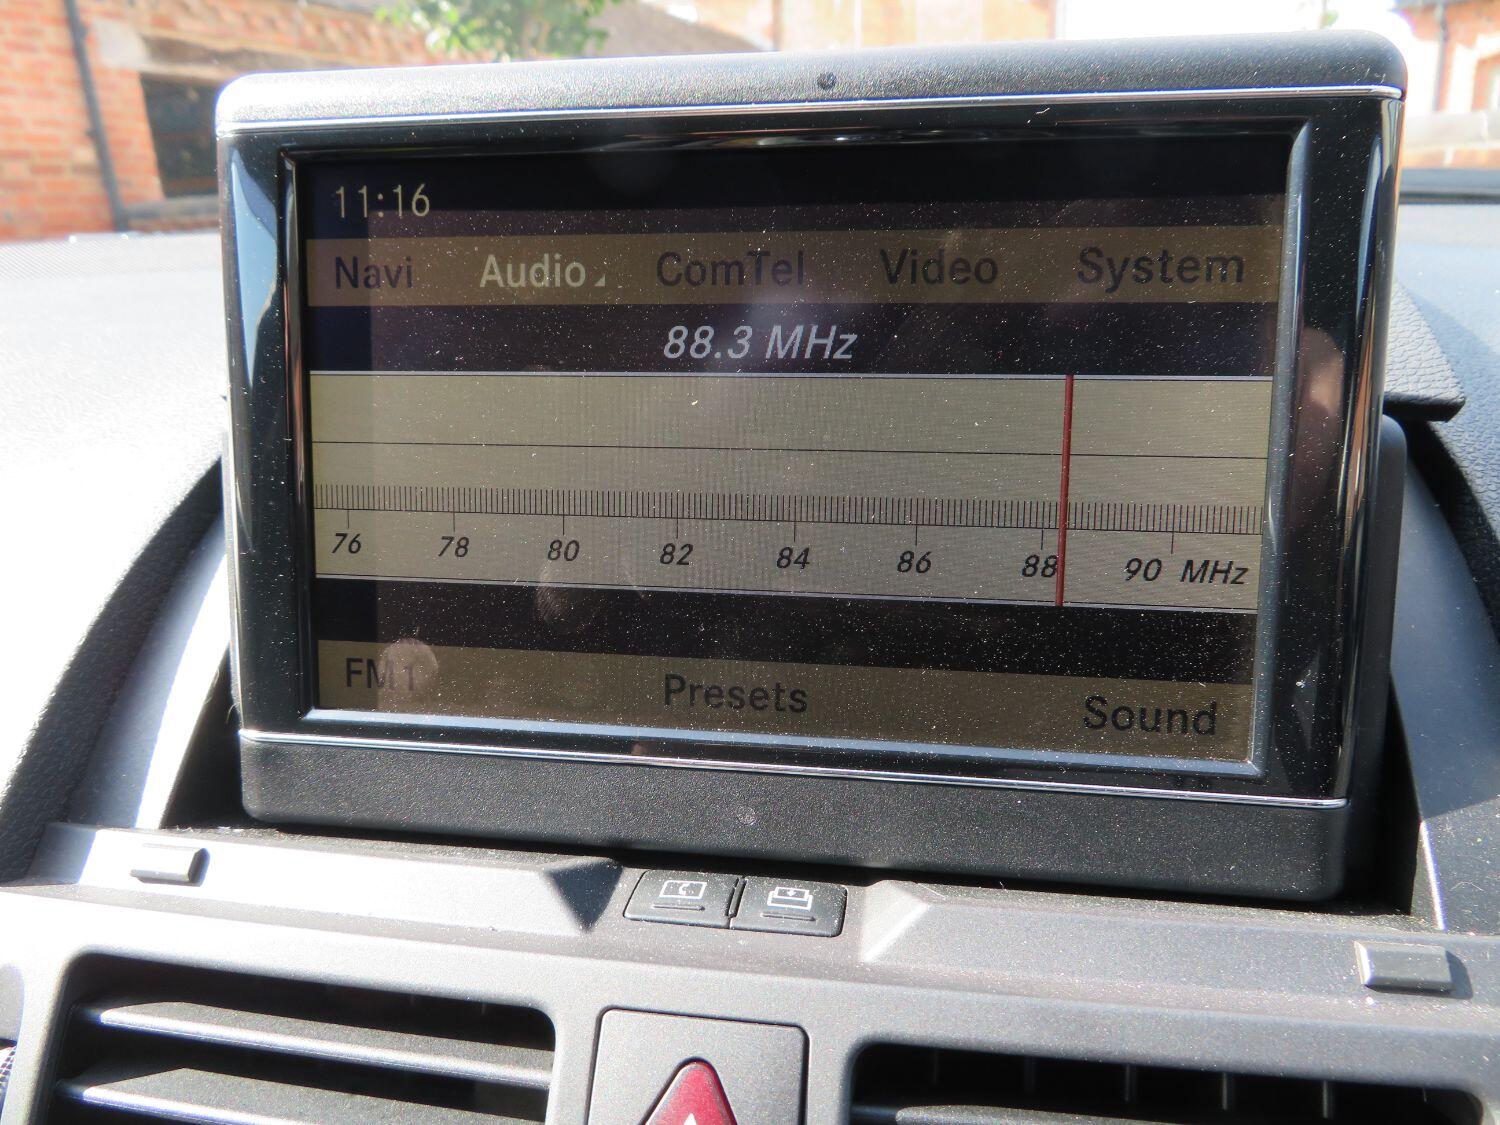 11:16
Navi Audio ComTel Video System
88.3 MHz
76 78 80 82 84 86 88 90 MHz
FM1 Presets Sound